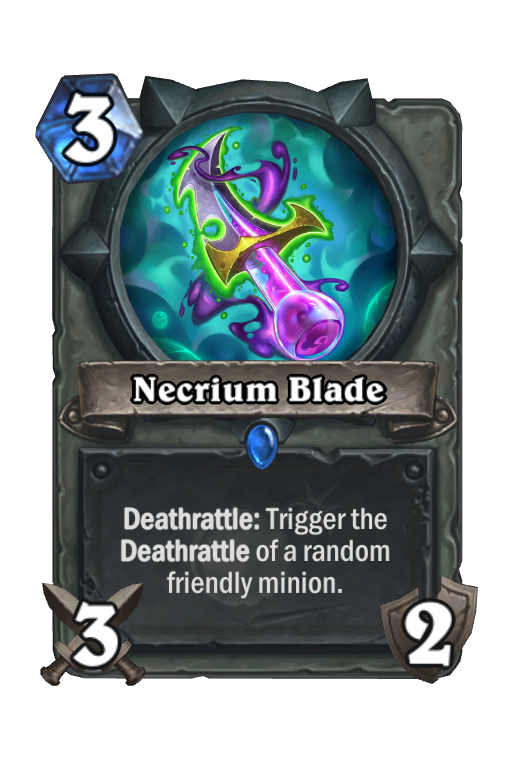 3
Necrium Blade
Deathrattle: Trigger the
Deathrattle of a random
friendly minion.
3
2